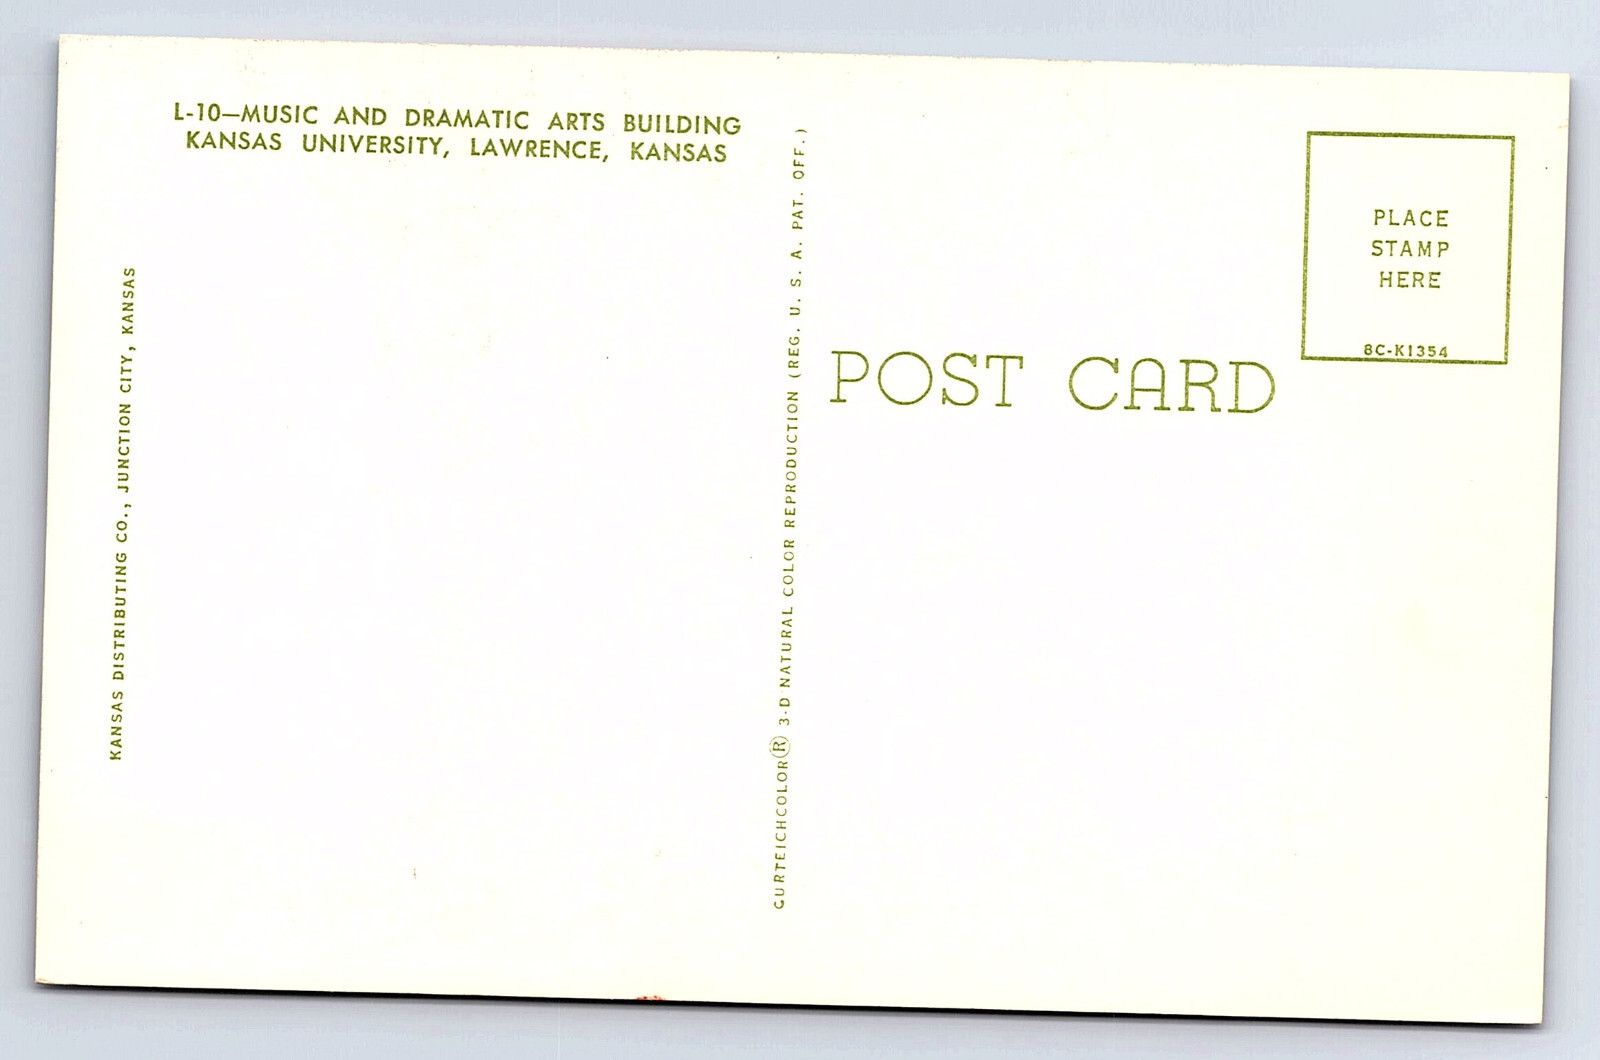 L-10—MUSIC AND DRAMATIC ARTS BUILDING
KANSAS UNIVERSITY, LAWRENCE, KANSAS
KANSAS DISTRIBUTING CO., JUNCTION CITY, KANSAS
CURTEICHCOLOR® 3-D NATURAL COLOR REPRODUCTION (REG. U. S. A. PAT. OFF.)
POST CARD
PLACE
STAMP
HERE
8C-K1354